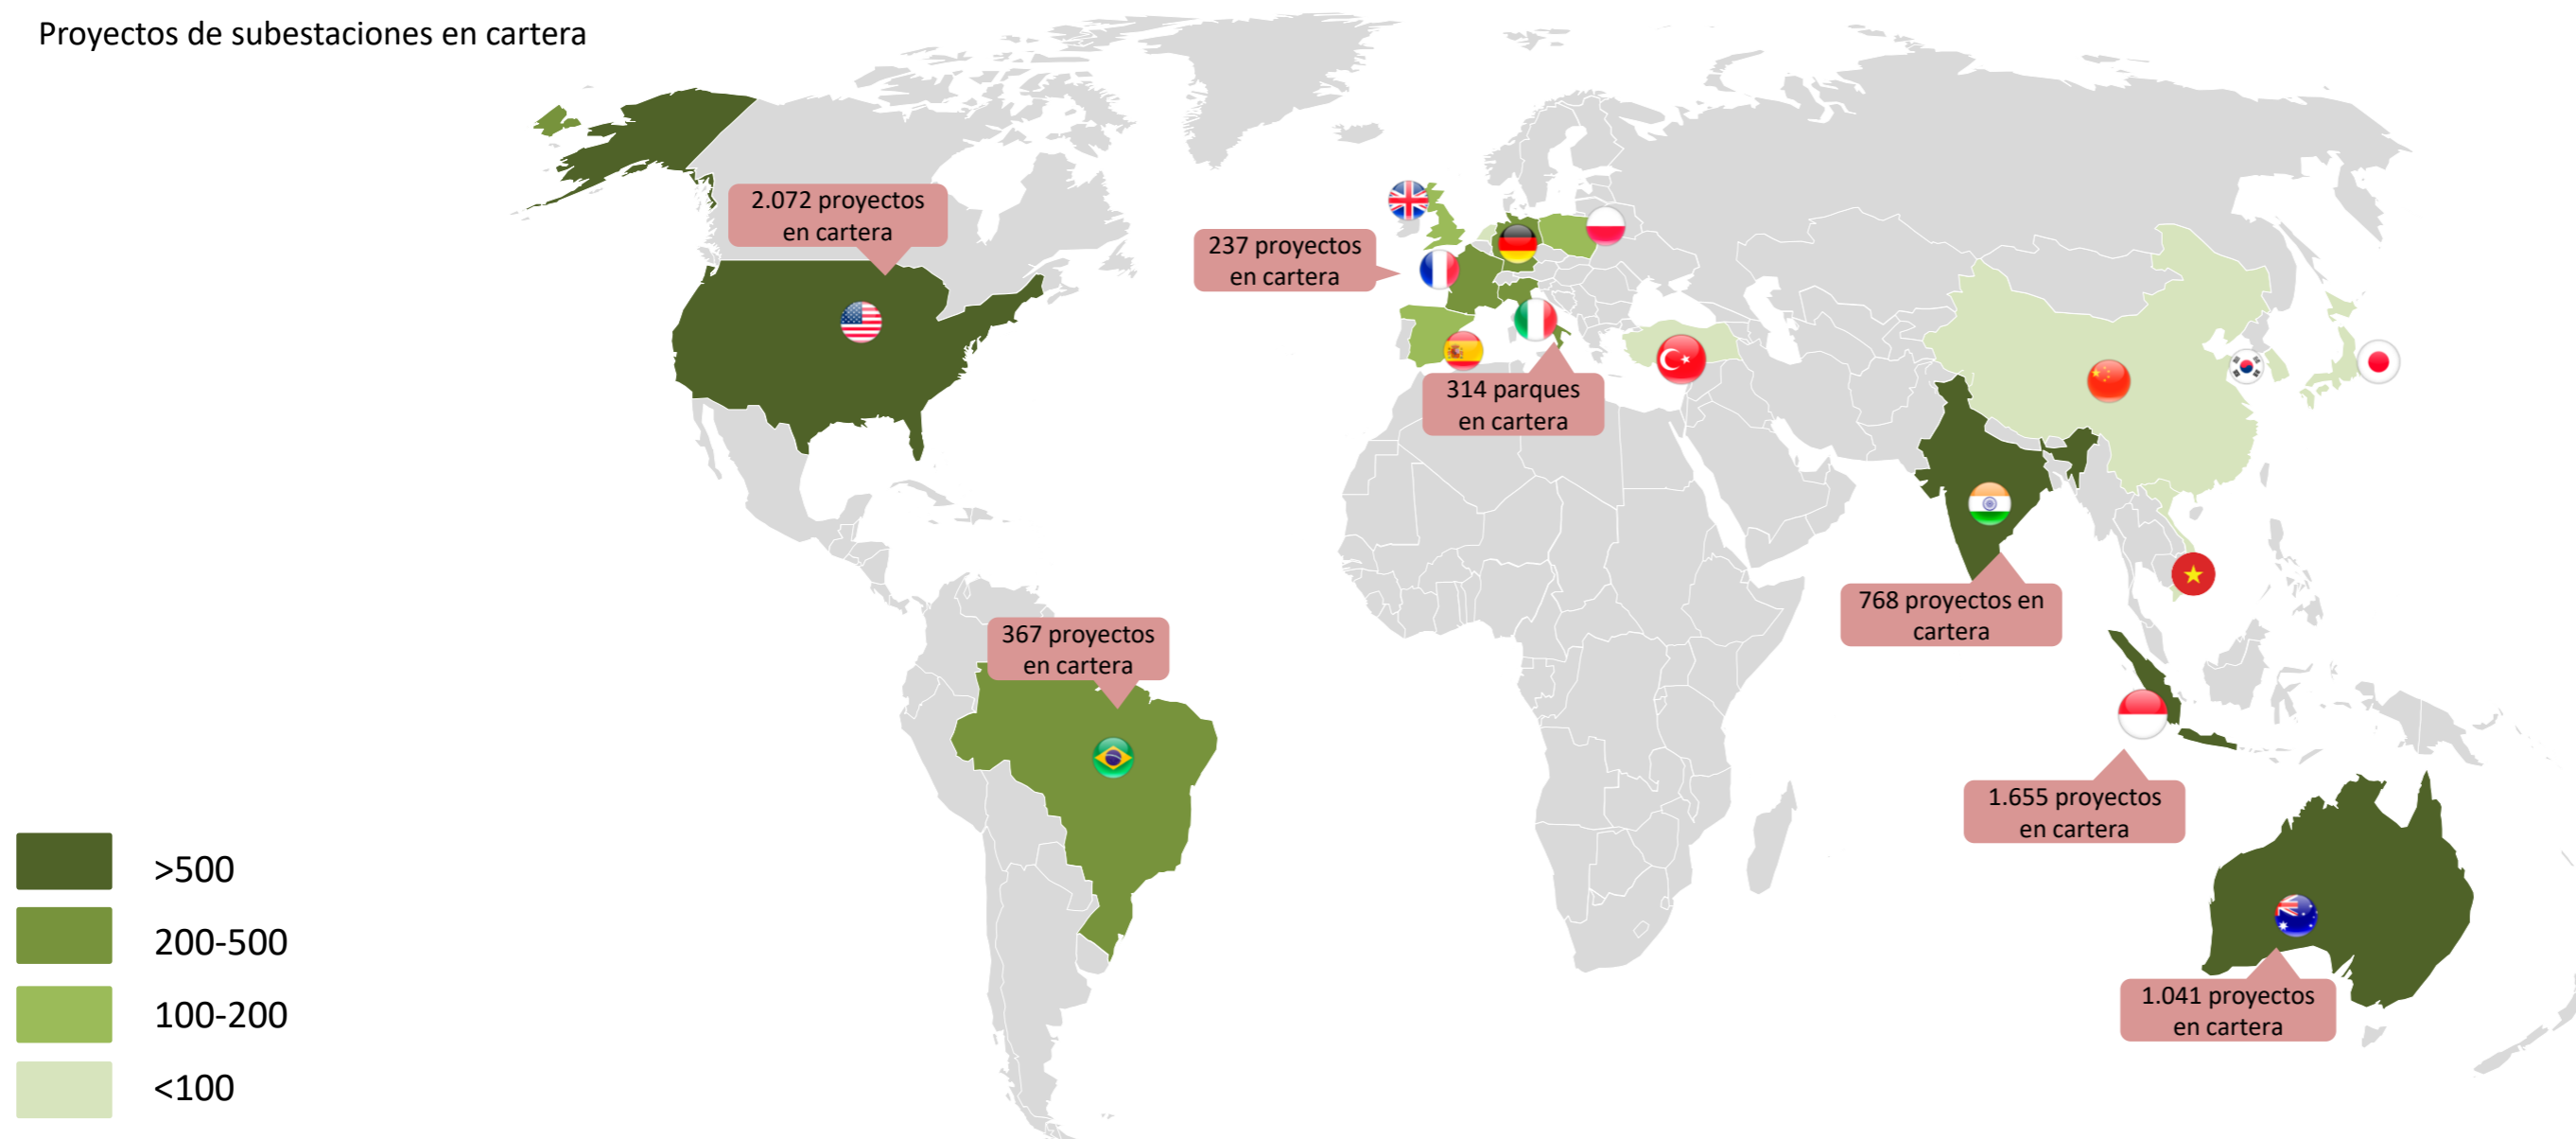 Proyectos de subestaciones en cartera
2.072 proyectos
en cartera
237 proyectos
en cartera
314 parques
en cartera
768 proyectos en
cartera
367 proyectos
en cartera
1.655 proyectos
en cartera
1.041 proyectos
en cartera
>500
200-500
100-200
<100